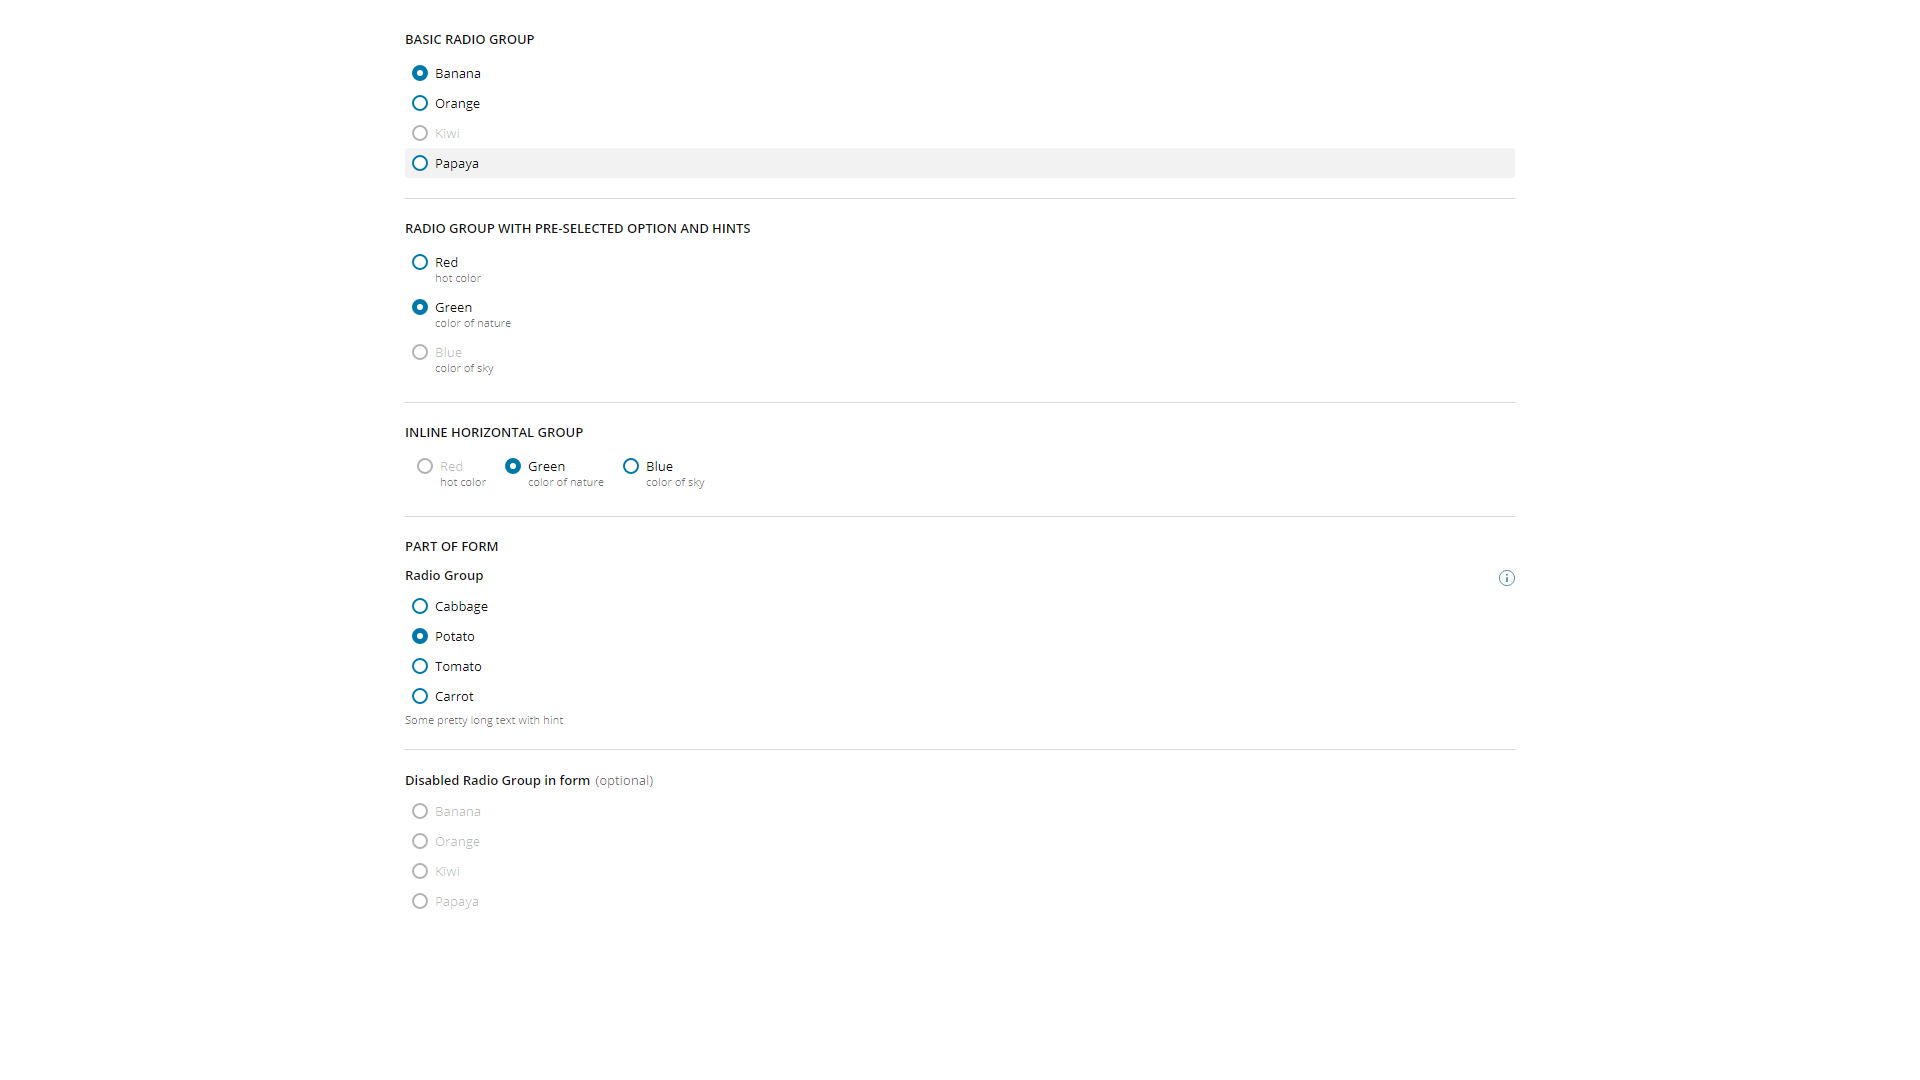 BASIC RADIO GROUP
Banana
Orange
Kiwi
Papaya
RADIO GROUP WITH PRE-SELECTED OPTION AND HINTS
Red
hot color
Green
color of nature
Blue
color of sky
INLINE HORIZONTAL GROUP
Red Green Blue
hot color color of nature color of sky
PART OF FORM
Radio Group
Cabbage
Potato
Tomato
Carrot
Some pretty long text with hint
Disabled Radio Group in form (optional)
Banana
Orange
Kiwi
Papaya